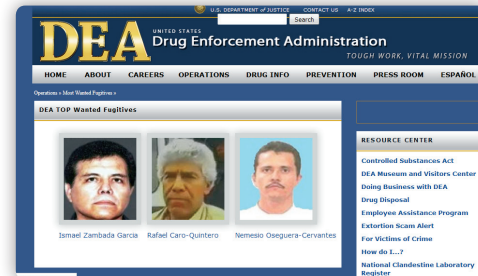 U.S. DEPARTMENT of JUSTICE CONTACT US A-Z INDEX
Search
DEA
UNITED STATES
Drug Enforcement Administration
TOUGH WORK, VITAL MISSION
HOME ABOUT CAREERS OPERATIONS DRUG INFO PREVENTION PRESS ROOM ESPAÑOL
Operations » Most Wanted Fugitives »
DEA TOP Wanted Fugitives
Ismael Zambada Garcia Rafael Caro-Quintero Nemesio Oseguera-Cervantes
RESOURCE CENTER
Controlled Substances Act
DEA Museum and Visitors Center
Doing Business with DEA
Drug Disposal
Employee Assistance Program
Extortion Scam Alert
For Victims of Crime
How do I...?
National Clandestine Laboratory
Register